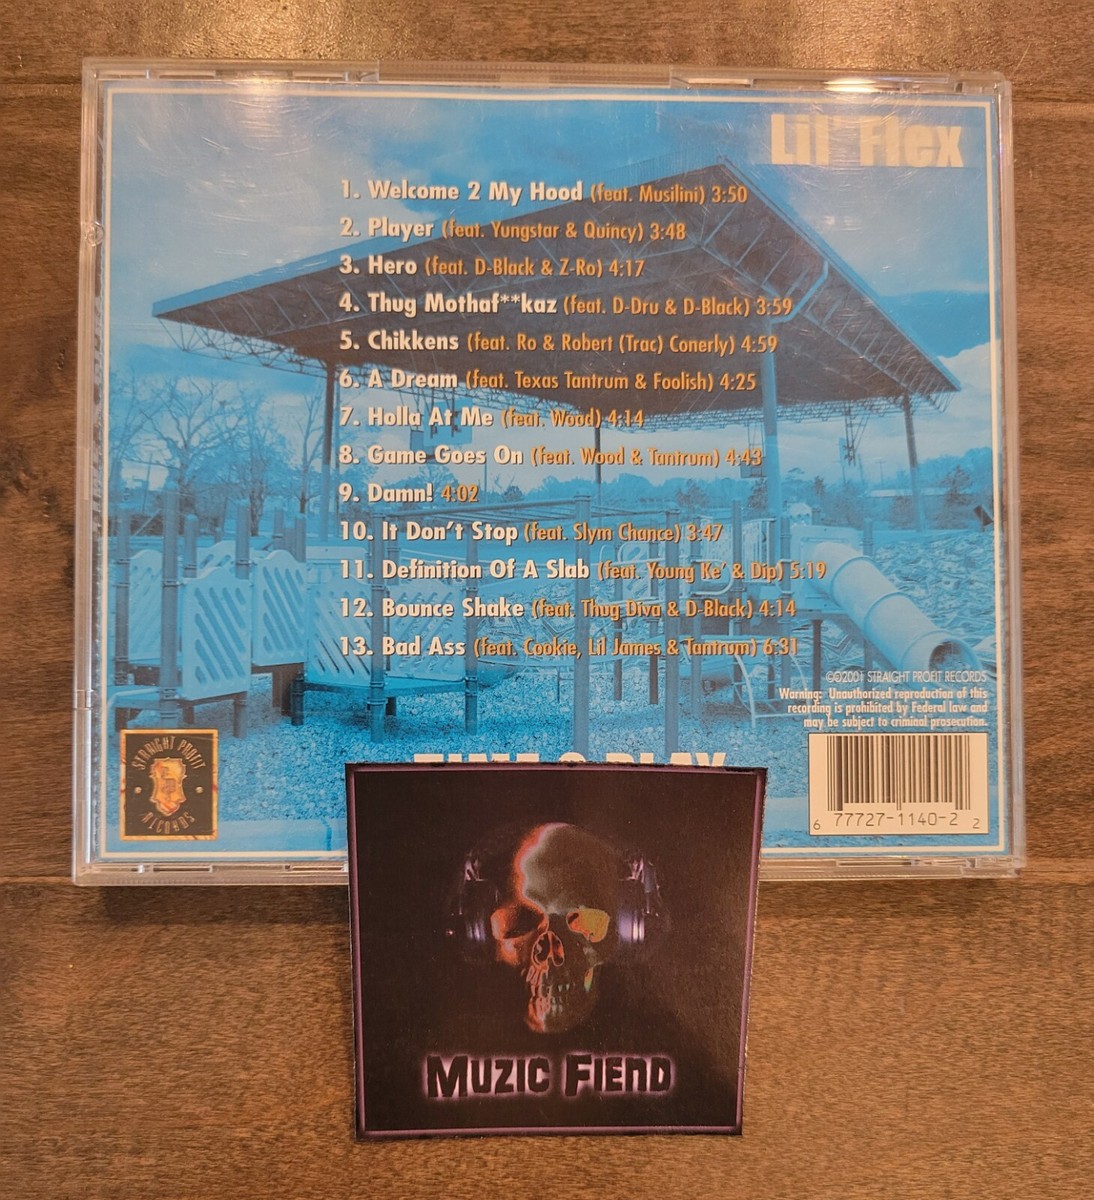 Lil' Flex
1. Welcome 2 My Hood (feat. Musilini) 3:50
2. Player (feat. Yungstar & Quincy) 3:48
3. Hero (feat. D-Black & Z-Ro) 4:17
4. Thug Mothaf**kaz (feat. D-Dru & D-Black) 3:59
5. Chikkens (feat. Ro & Robert (Trac) Conerly) 4:59
6. A Dream (feat. Texas Tantrum & Foolish) 4:25
7. Holla At Me (feat. Wood) 4:14
8. Game Goes On (feat. Wood & Tantrum) 4:43
9. Damn! 4:02
10. It Don't Stop (feat. Slym Chance) 3:47
11. Definition Of A Slab (feat. Young Ke' & Dip) 5:19
12. Bounce Shake (feat. Thug Diva & D-Black) 4:14
13. Bad Ass (feat. Cookie, Lil James & Tantrum) 6:31
©℗2001 STRAIGHT PROFIT RECORDS
Warning: Unauthorized reproduction of this
recording is prohibited by Federal law and
may be subject to criminal prosecution.
STRAIGHT PROFIT
RECORDS
6 77727-1140-2 2
MUZIC FIEND